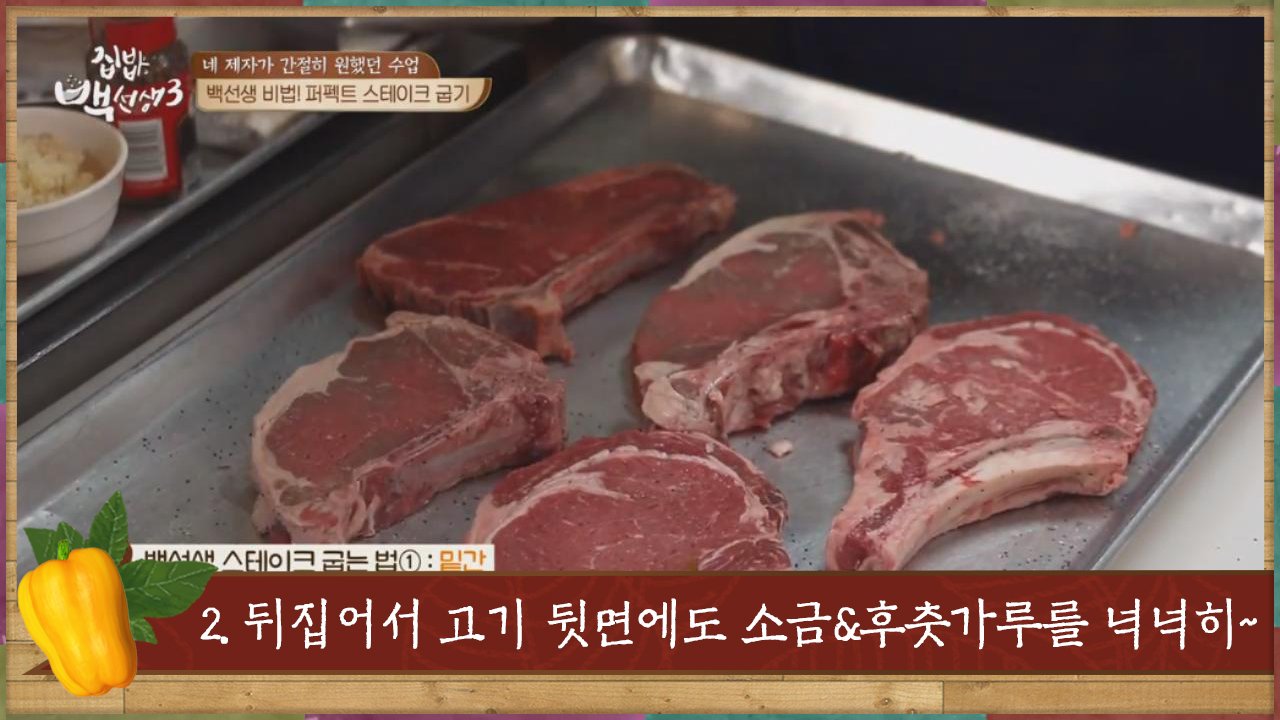 집밥
백선생3
네 제자가 간절히 원했던 수업
백선생 비법! 퍼펙트 스테이크 굽기
백선생 스테이크 굽는 법① : 밑간
2. 뒤집어서 고기 뒷면에도 소금&후춧가루를 넉넉히~